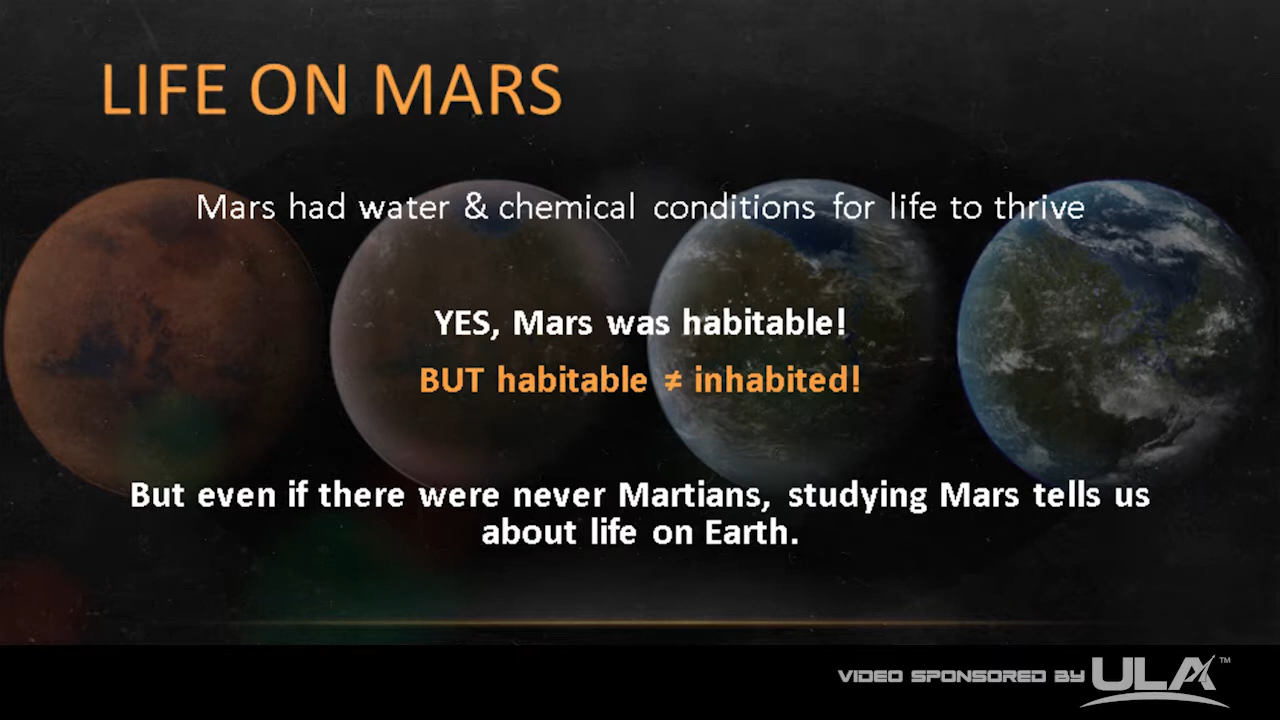 LIFE ON MARS
Mars had water & chemical conditions for life to thrive
YES, Mars was habitable!
BUT habitable ≠ inhabited!
But even if there were never Martians, studying Mars tells us
about life on Earth.
VIDEO SPONSORED BY ULA™